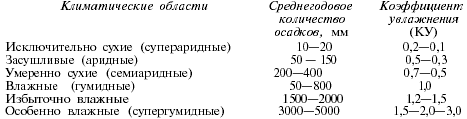 Климатические области Среднегодовое Коэффициент
количество увлажнения
осадков, мм (КУ)
Исключительно сухие (супераридные) 10—20 0,2—0,1
Засушливые (аридные) 50 — 150 0,5—0,3
Умеренно сухие (семиаридные) 200—400 0,7—0,5
Влажные (гумидные) 50—800 1,0
Избыточно влажные 1500—2000 1,2—1,5
Особенно влажные (супергумидные) 3000—5000 1,5—2,0—3,0